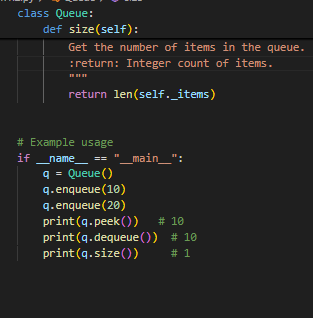 class Queue:
    def size(self):
        Get the number of items in the queue.
        :return: Integer count of items.
        """
        return len(self._items)
# Example usage
if __name__ == "__main__":
    q = Queue()
    q.enqueue(10)
    q.enqueue(20)
    print(q.peek())   # 10
    print(q.dequeue())  # 10
    print(q.size())     # 1